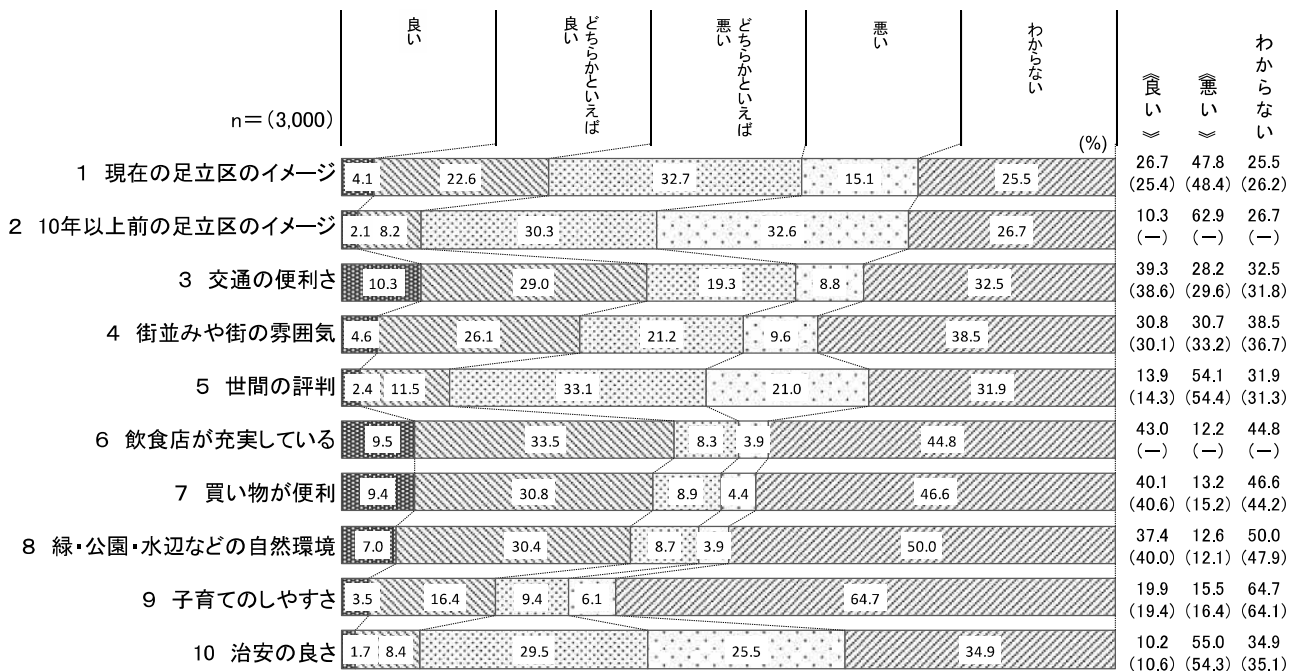 良い
どちらかといえば
良い
どちらかといえば
悪い
悪い
わからない
《良い》
《悪い》
わからない
n=(3,000)
(%)
1 現在の足立区のイメージ 4.1 22.6 32.7 15.1 25.5 26.7 47.8 25.5
(25.4) (48.4) (26.2)
2 10年以上前の足立区のイメージ 2.1 8.2 30.3 32.6 26.7 10.3 62.9 26.7
(―) (―) (―)
3 交通の便利さ 10.3 29.0 19.3 8.8 32.5 39.3 28.2 32.5
(38.6) (29.6) (31.8)
4 街並みや街の雰囲気 4.6 26.1 21.2 9.6 38.5 30.8 30.7 38.5
(30.1) (33.2) (36.7)
5 世間の評判 2.4 11.5 33.1 21.0 31.9 13.9 54.1 31.9
(14.3) (54.4) (31.3)
6 飲食店が充実している 9.5 33.5 8.3 3.9 44.8 43.0 12.2 44.8
(―) (―) (―)
7 買い物が便利 9.4 30.8 8.9 4.4 46.6 40.1 13.2 46.6
(40.6) (15.2) (44.2)
8 緑・公園・水辺などの自然環境 7.0 30.4 8.7 3.9 50.0 37.4 12.6 50.0
(40.0) (12.1) (47.9)
9 子育てのしやすさ 3.5 16.4 9.4 6.1 64.7 19.9 15.5 64.7
(19.4) (16.4) (64.1)
10 治安の良さ 1.7 8.4 29.5 25.5 34.9 10.2 55.0 34.9
(10.6) (54.3) (35.1)